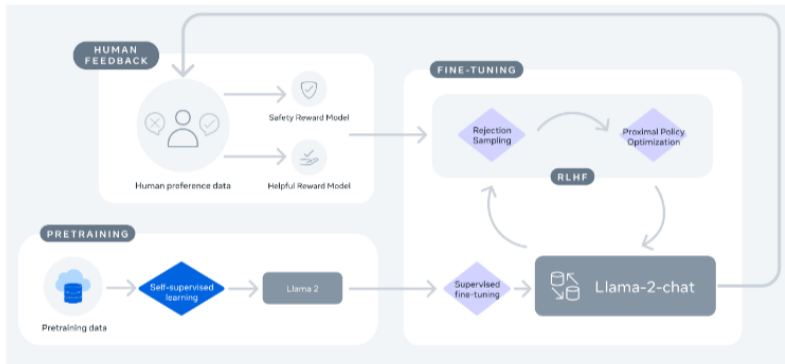 HUMAN
FEEDBACK
Safety Reward Model
Human preference data
Helpful Reward Model
FINE-TUNING
Rejection
Sampling
Proximal Policy
Optimization
RLHF
PRETRAINING
Pretraining data
Self-supervised
learning
Llama 2
Supervised
fine-tuning
Llama-2-chat